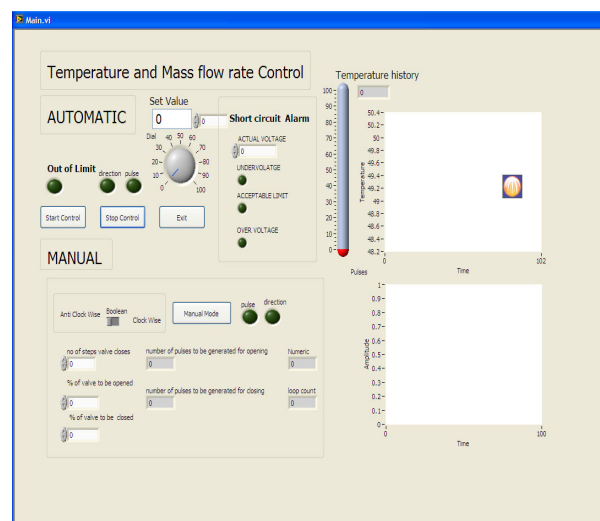 Main.vi
Temperature and Mass flow rate Control
Temperature history
0
AUTOMATIC
Set Value
0
0
Short circuit Alarm
Dial
0
10
20
30
40
50
60
70
80
90
100
ACTUAL VOLTAGE
0
UNDERVOLATGE
ACCEPTABLE LIMIT
OVER VOLTAGE
Out of Limit
direction
pulse
Start Control
Stop Control
Exit
100
90
80
70
60
50
40
30
20
10
0
Temperature
50.4
50.2
50
49.8
49.6
49.4
49.2
49
48.8
48.6
48.4
48.2
0
102
Time
MANUAL
Anti Clock Wise
Boolean
Clock Wise
Manual Mode
pulse
direction
no of steps valve closes
0
number of pulses to be generated for opening
0
Numeric
0
% of valve to be opened
0
number of pulses to be generated for closing
0
loop count
0
% of valve to be closed
0
Pulses
Amplitude
1
0.9
0.8
0.7
0.6
0.5
0.4
0.3
0.2
0.1
0
0
100
Time